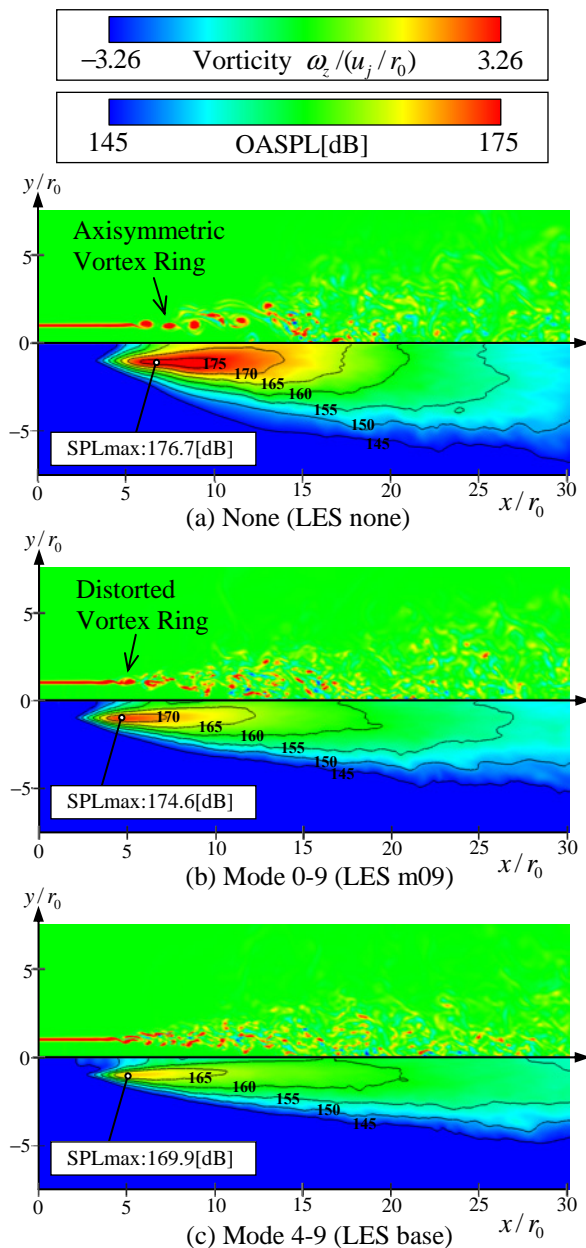 −3.26 Vorticity ω_z/(u_j/r_0) 3.26
145 OASPL[dB] 175
y/r_0
Axisymmetric
Vortex Ring
5
0
175
170
165
160
155
150
145
−5
SPLmax:176.7[dB]
0 5 10 15 20 25 30
x/r_0
(a) None (LES none)
y/r_0
Distorted
Vortex Ring
5
0
170
165
160
155
150
145
−5
SPLmax:174.6[dB]
0 5 10 15 20 25 30
x/r_0
(b) Mode 0-9 (LES m09)
y/r_0
5
0
165
160
155
150
145
−5
SPLmax:169.9[dB]
0 5 10 15 20 25 30
x/r_0
(c) Mode 4-9 (LES base)